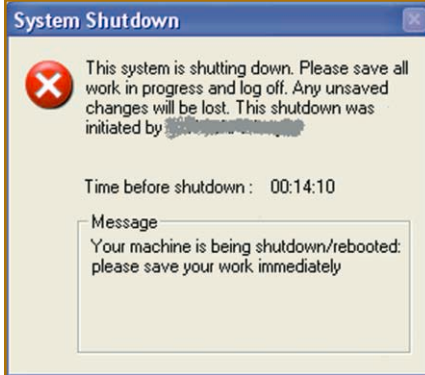 System Shutdown
This system is shutting down. Please save all
work in progress and log off. Any unsaved
changes will be lost. This shutdown was
initiated by
Time before shutdown : 00:14:10
Message
Your machine is being shutdown/rebooted:
please save your work immediately